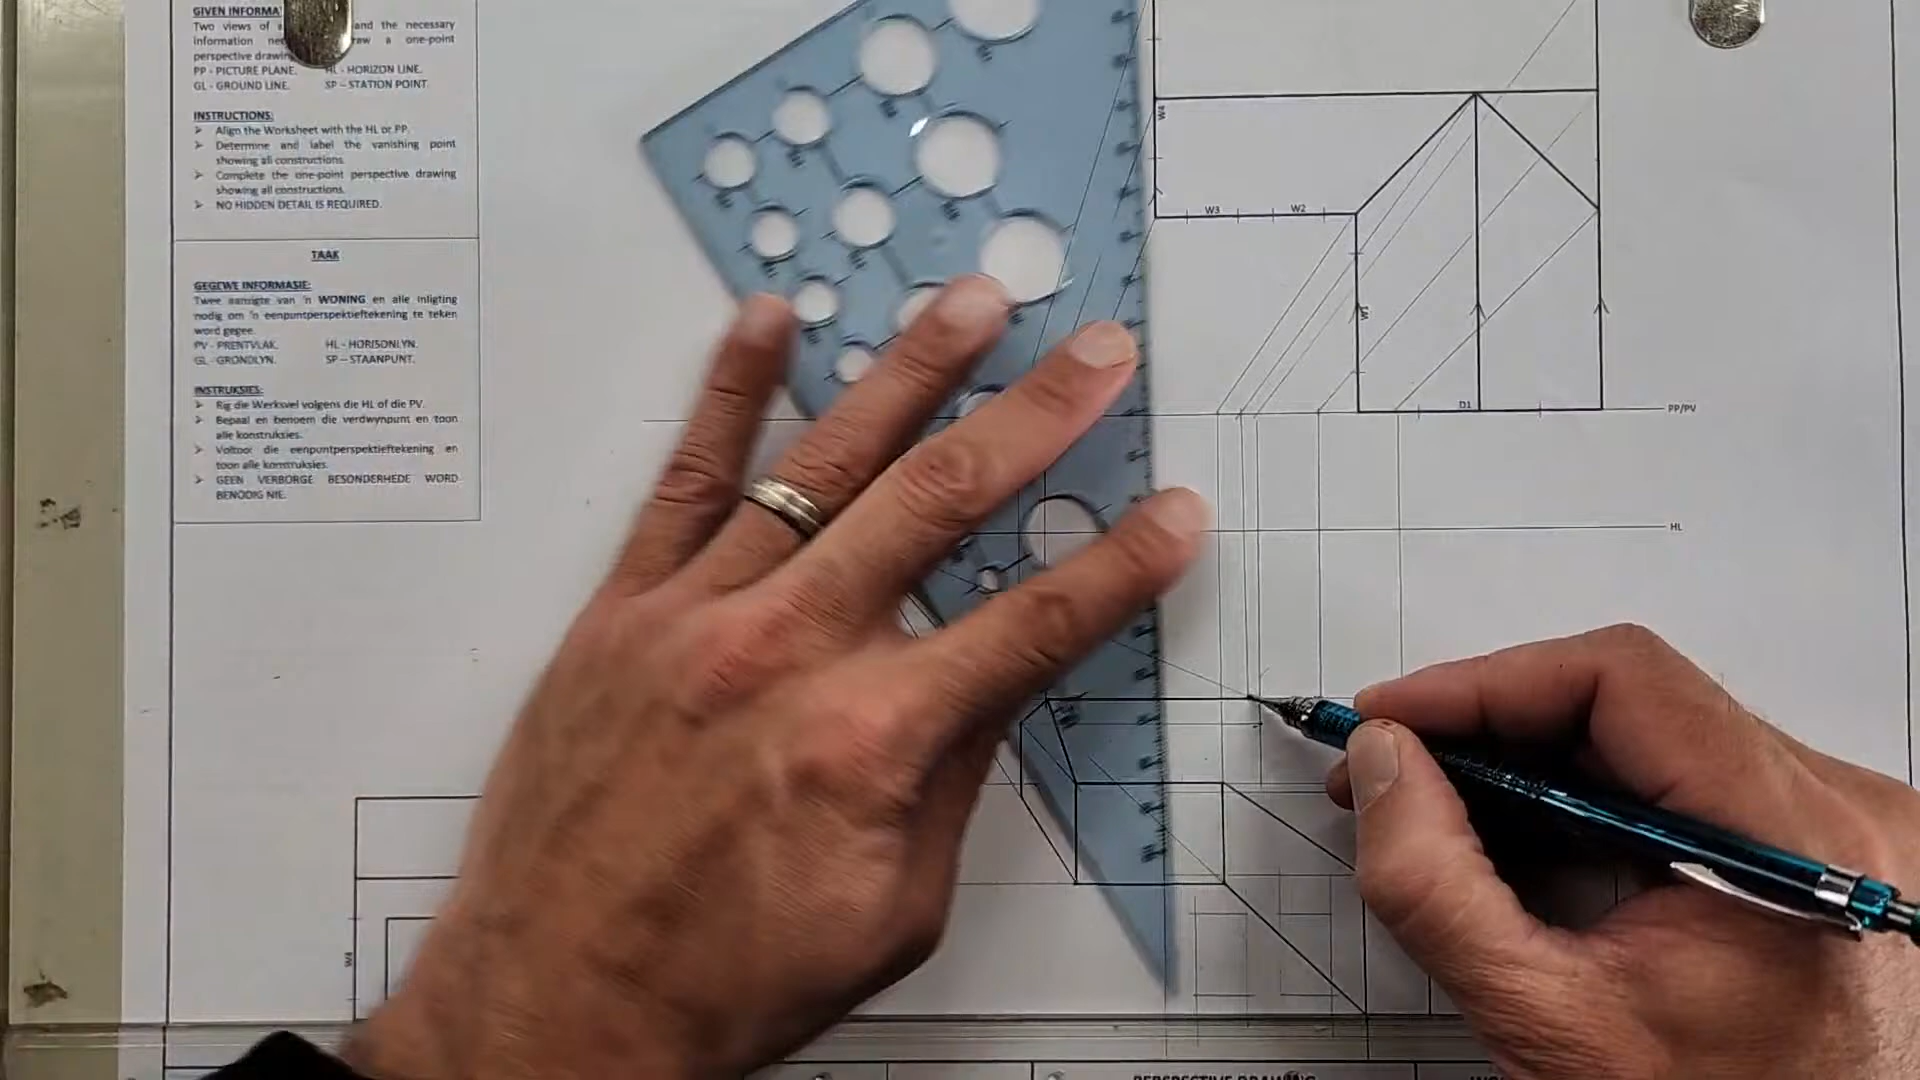 GIVEN INFORMA
Two views of a and the necessary
information nec raw a one-point
perspective drawin
PP - PICTURE PLANE. HL - HORIZON LINE.
GL - GROUND LINE. SP – STATION POINT.
INSTRUCTIONS:
➢ Align the Worksheet with the HL or PP.
➢ Determine and label the vanishing point
showing all constructions.
➢ Complete the one-point perspective drawing
showing all constructions.
➢ NO HIDDEN DETAIL IS REQUIRED.
TAAK
GEGEWE INFORMASIE:
Twee aansigte van 'n WONING en alle inligting
nodig om 'n eenpuntperspektieftekening te teken
word gegee.
PV - PRENTVLAK. HL - HORISONLYN.
GL - GRONDLYN. SP – STAANPUNT.
INSTRUKSIES:
➢ Rig die Werksvel volgens die HL of die PV.
➢ Bepaal en benoem die verdwynpunt en toon
alle konstruksies.
➢ Voltooi die eenpuntperspektieftekening en
toon alle konstruksies.
➢ GEEN VERBORGE BESONDERHEDE WORD
BENODIG NIE.
W4
W3
W2
W1
D1
PP/PV
HL
W4
PERSPECTIVE DRAWING